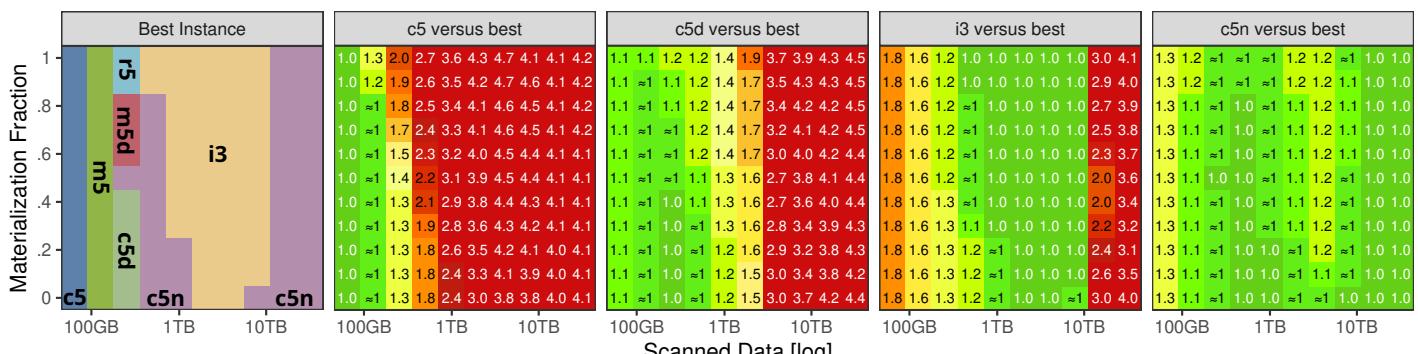 Best Instance
c5 versus best
c5d versus best
i3 versus best
c5n versus best
Materialization Fraction
1
.8
.6
.4
.2
0
c5
m5
r5
m5d
c5d
c5n
i3
c5n
1.0 1.3 2.0 2.7 3.6 4.3 4.7 4.1 4.1 4.2
1.0 1.2 1.9 2.6 3.5 4.2 4.7 4.6 4.1 4.2
1.0 ≈1 1.8 2.5 3.4 4.1 4.6 4.5 4.1 4.2
1.0 ≈1 1.7 2.4 3.3 4.1 4.6 4.5 4.1 4.2
1.0 ≈1 1.5 2.3 3.2 4.0 4.5 4.4 4.1 4.1
1.0 ≈1 1.4 2.2 3.1 3.9 4.5 4.4 4.1 4.1
1.0 ≈1 1.3 2.1 2.9 3.8 4.4 4.3 4.1 4.1
1.0 ≈1 1.3 1.9 2.8 3.6 4.3 4.2 4.1 4.1
1.0 ≈1 1.3 1.8 2.6 3.5 4.2 4.1 4.0 4.1
1.0 ≈1 1.3 1.8 2.4 3.3 4.1 3.9 4.0 4.1
1.0 ≈1 1.3 1.8 2.4 3.0 3.8 3.8 4.0 4.1
1.1 1.1 1.2 1.2 1.4 1.9 3.7 3.9 4.3 4.5
1.1 ≈1 1.1 1.2 1.4 1.7 3.5 4.3 4.3 4.5
1.1 ≈1 1.1 1.2 1.4 1.7 3.4 4.2 4.2 4.5
1.1 ≈1 ≈1 1.2 1.4 1.7 3.2 4.1 4.2 4.5
1.1 ≈1 ≈1 1.2 1.4 1.7 3.0 4.0 4.2 4.4
1.1 ≈1 ≈1 1.1 1.3 1.6 2.7 3.8 4.1 4.4
1.1 ≈1 1.0 1.1 1.3 1.6 2.7 3.6 4.0 4.4
1.1 ≈1 1.0 ≈1 1.3 1.6 2.8 3.4 3.9 4.3
1.1 ≈1 1.0 ≈1 1.2 1.6 2.9 3.2 3.8 4.3
1.1 ≈1 1.0 ≈1 1.2 1.5 3.0 3.4 3.8 4.2
1.1 ≈1 1.0 ≈1 1.2 1.5 3.0 3.7 4.2 4.4
1.8 1.6 1.2 1.0 1.0 1.0 1.0 1.0 3.0 4.1
1.8 1.6 1.2 1.0 1.0 1.0 1.0 1.0 2.9 4.0
1.8 1.6 1.2 ≈1 1.0 1.0 1.0 1.0 2.7 3.9
1.8 1.6 1.2 ≈1 1.0 1.0 1.0 1.0 2.5 3.8
1.8 1.6 1.2 ≈1 1.0 1.0 1.0 1.0 2.3 3.7
1.8 1.6 1.2 ≈1 1.0 1.0 1.0 1.0 2.0 3.6
1.8 1.6 1.3 ≈1 1.0 1.0 1.0 1.0 2.0 3.4
1.8 1.6 1.3 1.1 1.0 1.0 1.0 1.0 2.2 3.2
1.8 1.6 1.3 1.2 ≈1 1.0 1.0 1.0 2.4 3.1
1.8 1.6 1.3 1.2 ≈1 1.0 1.0 1.0 2.6 3.5
1.8 1.6 1.3 1.2 ≈1 1.0 1.0 ≈1 3.0 4.0
1.3 1.2 ≈1 ≈1 ≈1 1.2 1.2 ≈1 1.0 1.0
1.3 1.2 ≈1 ≈1 1.1 1.2 1.2 1.1 1.0 1.0
1.3 1.1 ≈1 1.0 ≈1 1.1 1.2 1.1 1.0 1.0
1.3 1.1 ≈1 1.0 ≈1 1.1 1.2 1.1 1.0 1.0
1.3 1.1 ≈1 1.0 ≈1 1.1 1.2 1.1 1.0 1.0
1.3 1.1 1.0 1.0 ≈1 1.1 1.2 1.1 1.0 1.0
1.3 1.1 ≈1 1.0 ≈1 1.1 1.2 ≈1 1.0 1.0
1.3 1.1 ≈1 1.0 ≈1 1.1 1.2 ≈1 1.0 1.0
1.3 1.1 ≈1 1.0 1.0 ≈1 1.2 ≈1 1.0 1.0
1.3 1.1 ≈1 1.0 1.0 ≈1 1.1 ≈1 1.0 1.0
1.3 1.1 ≈1 1.0 1.0 ≈1 ≈1 1.0 1.0 1.0
100GB 1TB 10TB
100GB 1TB 10TB
100GB 1TB 10TB
100GB 1TB 10TB
100GB 1TB 10TB
Scanned Data [log]